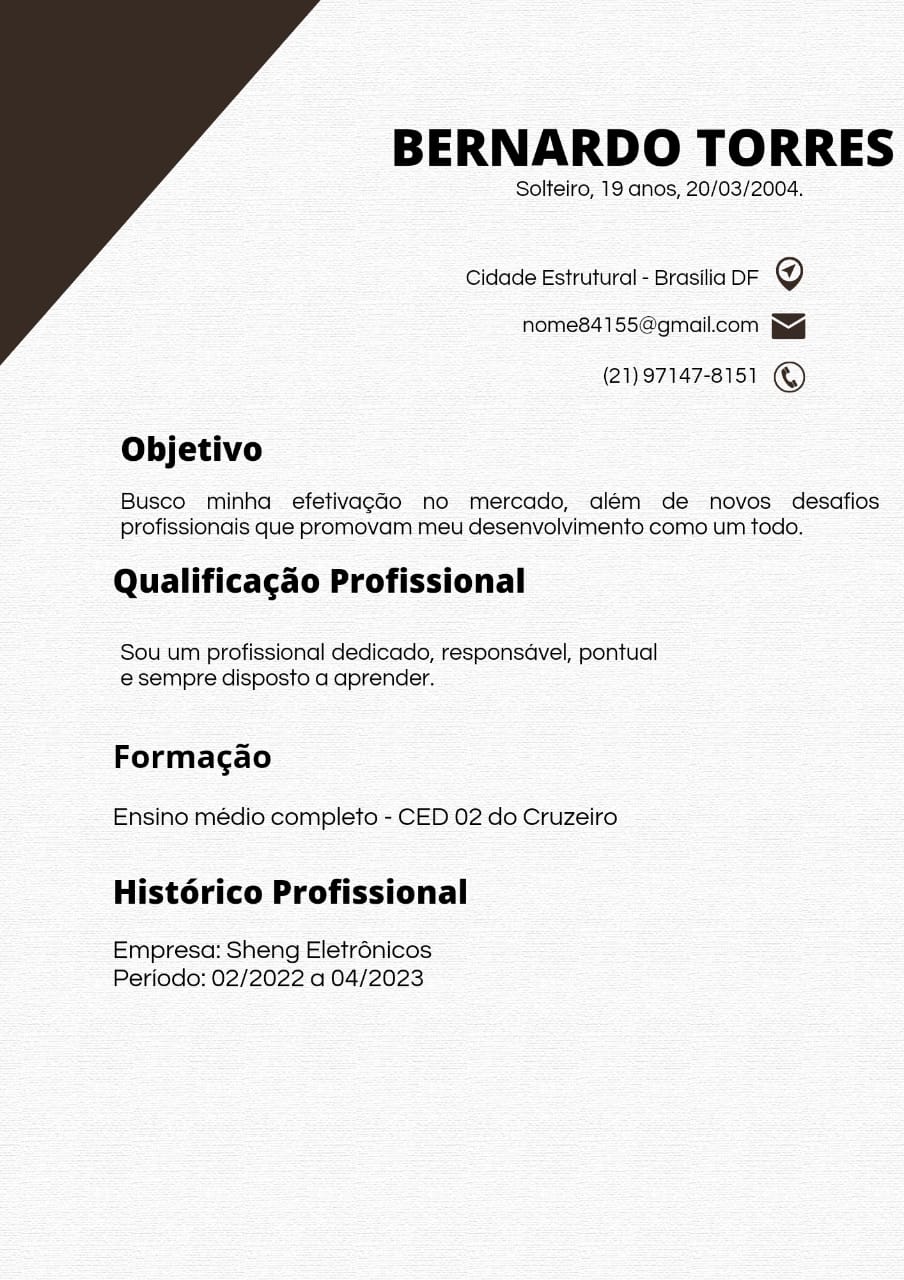 BERNARDO TORRES
Solteiro, 19 anos, 20/03/2004.
Cidade Estrutural - Brasília DF
nome84155@gmail.com
(21) 97147-8151
Objetivo
Busco minha efetivação no mercado, além de novos desafios
profissionais que promovam meu desenvolvimento como um todo.
Qualificação Profissional
Sou um profissional dedicado, responsável, pontual
e sempre disposto a aprender.
Formação
Ensino médio completo - CED 02 do Cruzeiro
Histórico Profissional
Empresa: Sheng Eletrônicos
Período: 02/2022 a 04/2023